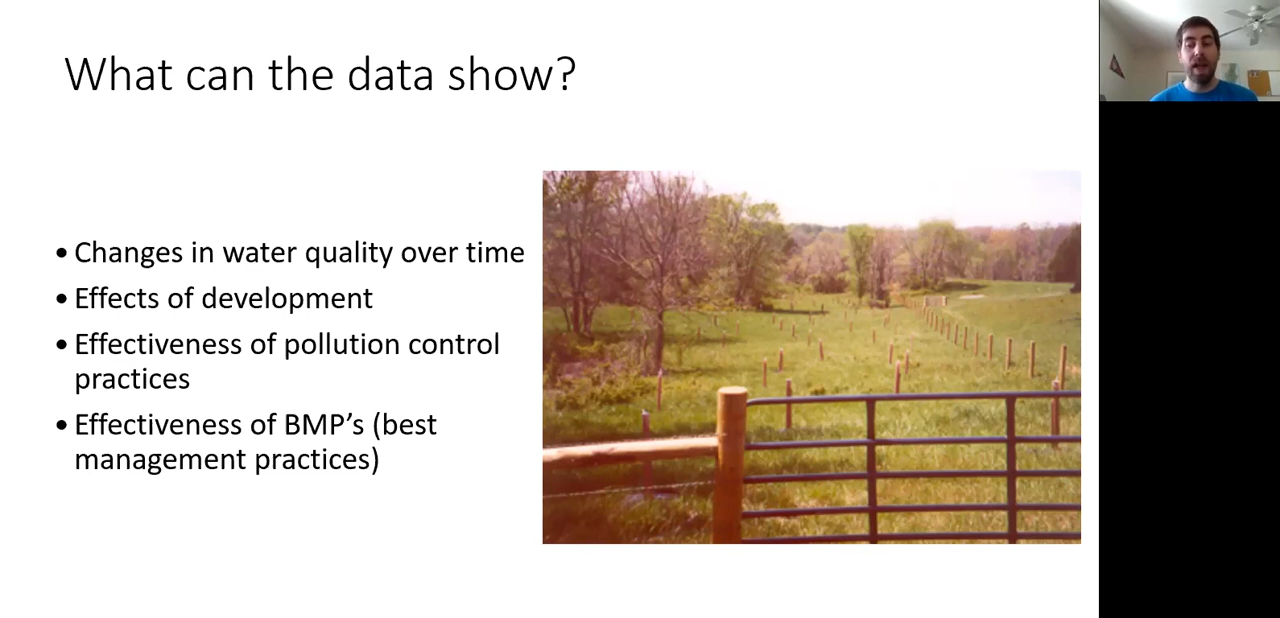 What can the data show?
• Changes in water quality over time
• Effects of development
• Effectiveness of pollution control
practices
• Effectiveness of BMP’s (best
management practices)